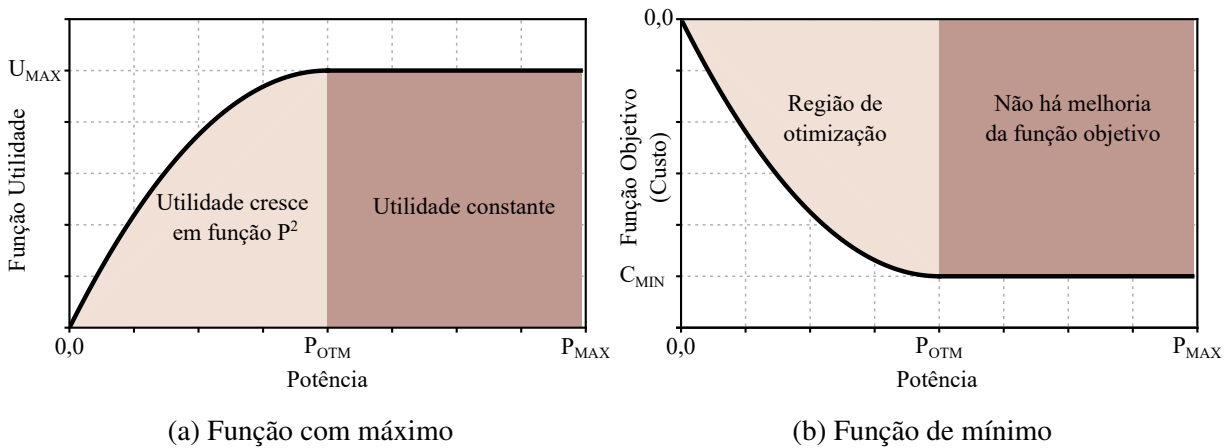 U_MAX
Função Utilidade
Utilidade cresce
em função P²
Utilidade constante
0,0
P_OTM
P_MAX
Potência
(a) Função com máximo
0,0
Função Objetivo
(Custo)
Região de
otimização
Não há melhoria
da função objetivo
C_MIN
0,0
P_OTM
P_MAX
Potência
(b) Função de mínimo